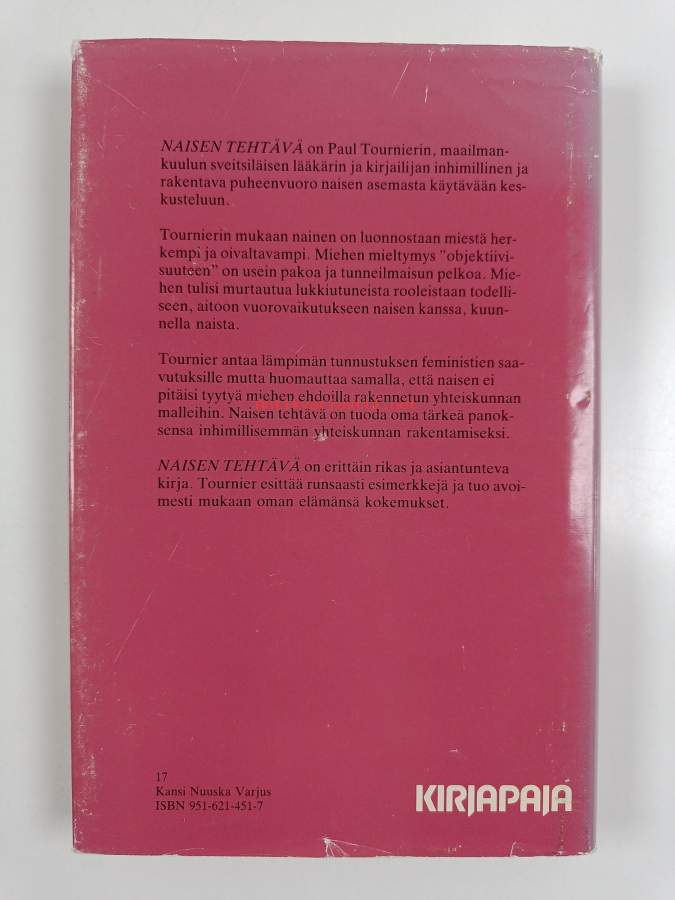 NAISEN TEHTÄVÄ on Paul Tournierin, maailman-
kuulun sveitsiläisen lääkärin ja kirjailijan inhimillinen ja
rakentava puheenvuoro naisen asemasta käytävään kes-
kusteluun.
Tournierin mukaan nainen on luonnostaan miestä her-
kempi ja oivaltavampi. Miehen mieltymys ”objektiivi-
suuteen” on usein pakoa ja tunneilmaisun pelkoa. Mie-
hen tulisi murtautua lukkiutuneista rooleistaan todelli-
seen, aitoon vuorovaikutukseen naisen kanssa, kuun-
nella naista.
Tournier antaa lämpimän tunnustuksen feministien saa-
vutuksille mutta huomauttaa samalla, että naisen ei
pitäisi tyytyä miehen ehdoilla rakennetun yhteiskunnan
malleihin. Naisen tehtävä on tuoda oma tärkeä panok-
sensa inhimillisemmän yhteiskunnan rakentamiseksi.
NAISEN TEHTÄVÄ on erittäin rikas ja asiantunteva
kirja. Tournier esittää runsaasti esimerkkejä ja tuo avoi-
mesti mukaan oman elämänsä kokemukset.
17
Kansi Nuuska Varjus
ISBN 951-621-451-7
KIRJAPAJA